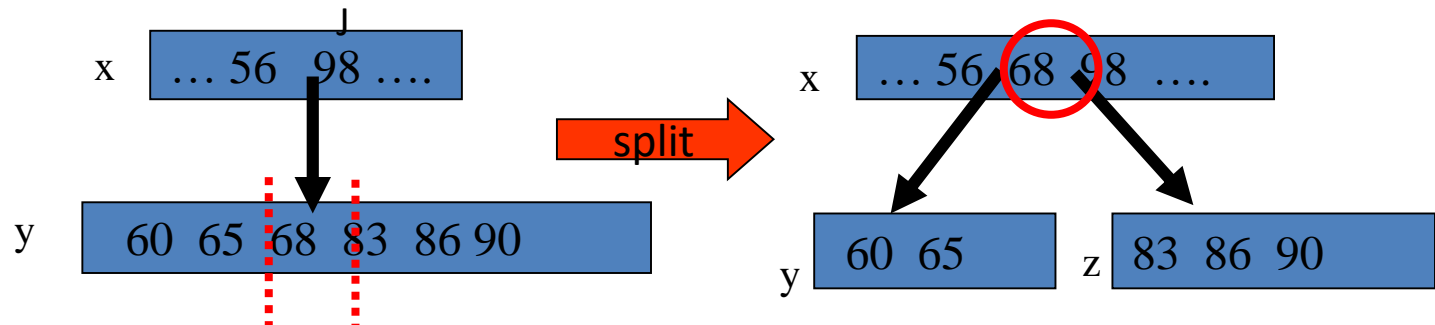 J
x
… 56 98 ….
split
x
… 56 68 98 ….
y
60 65 68 83 86 90
y
60 65
z
83 86 90